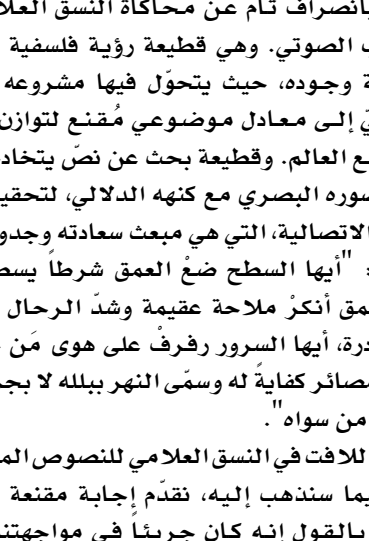 بانصراف تام عن محاكاة النسق العلا
الصوتي. وهي قطيعة رؤية فلسفية
ة وجوده، حيث يتحوّل فيها مشروعه
يّ إلى معادل موضوعي مُقنع لتوازن
ع العالم. وقطيعة بحث عن نصّ يتخاد
سوره البصري مع كنهه الدلالي، لتحقيـ
الاتصالية، التي هي مبعث سعادته وجدو
: "أيها السطح ضعْ العمق شرطاً يسط
مق أنكرْ ملاحة عقيمة وشدّ الرحال
درة، أيها السرور رفرفْ على هوى مَن
مصائر كفايةً له وسمّى النهر ببلله لا بجر
من سواه".
للافت في النسق العلامي للنصوص الم
يما سنذهب إليه، نقدّم إجابة مقنعة
بالقول إنه كان جريئاً في مواجهتنـ